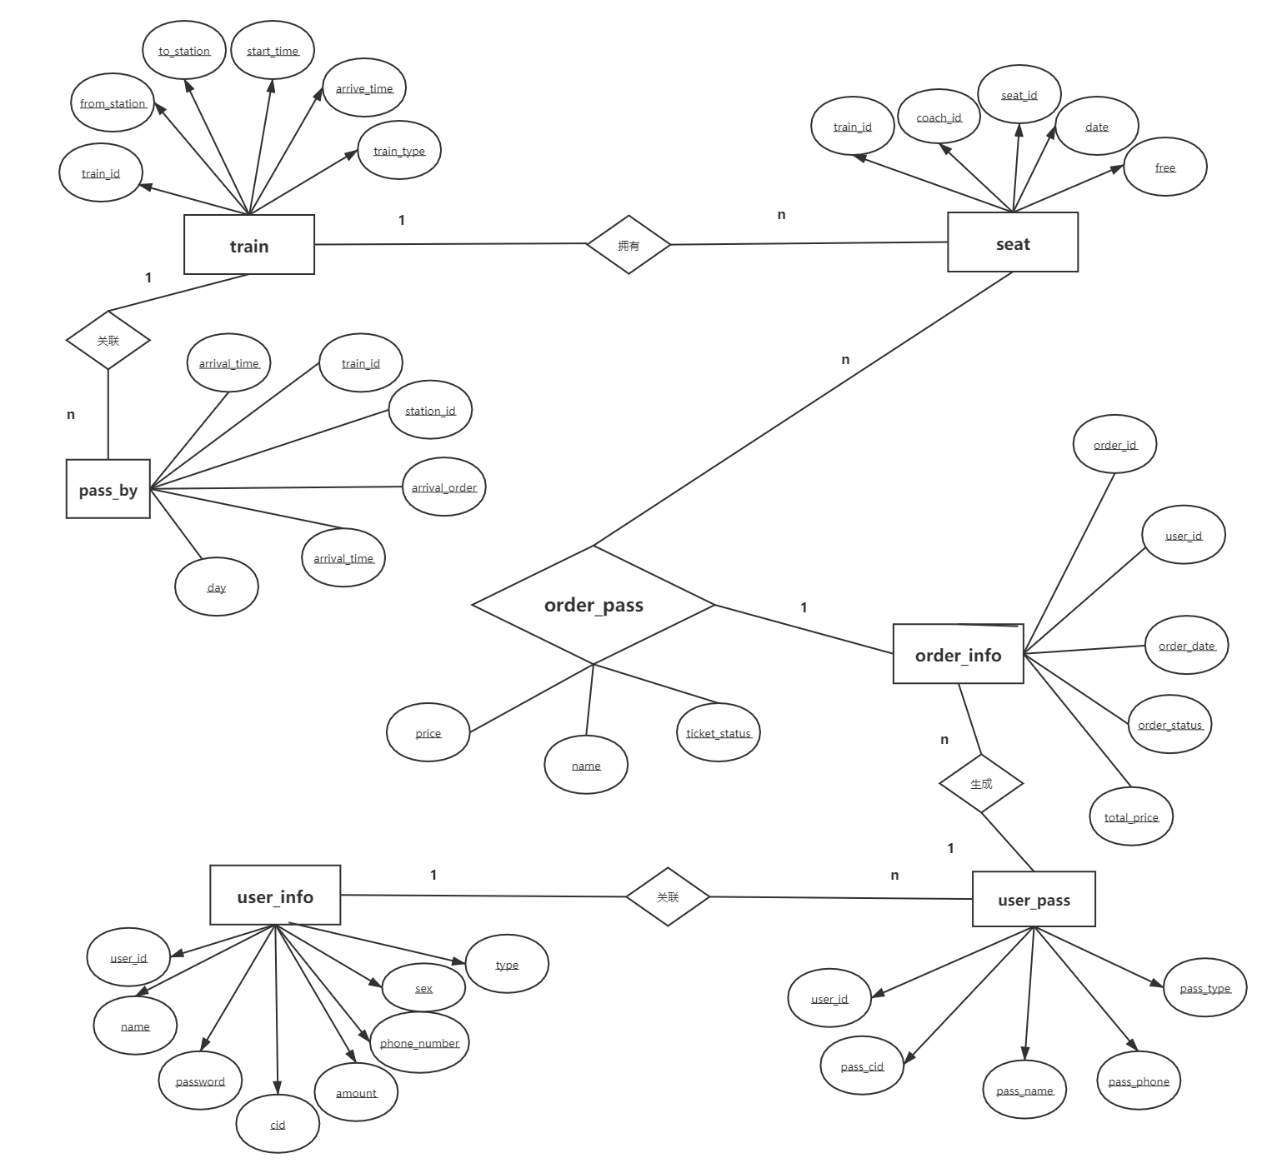 to_station
start_time
arrive_time
from_station
train_type
train_id
train
1
拥有
n
seat_id
coach_id
train_id
date
free
seat
1
关联
n
arrival_time
train_id
station_id
arrival_order
pass_by
arrival_time
day
n
order_id
user_id
order_pass
1
order_info
order_date
order_status
total_price
price
name
ticket_status
n
生成
1
user_info
1
关联
n
user_pass
user_id
name
password
cid
amount
phone_number
sex
type
user_id
pass_cid
pass_name
pass_phone
pass_type